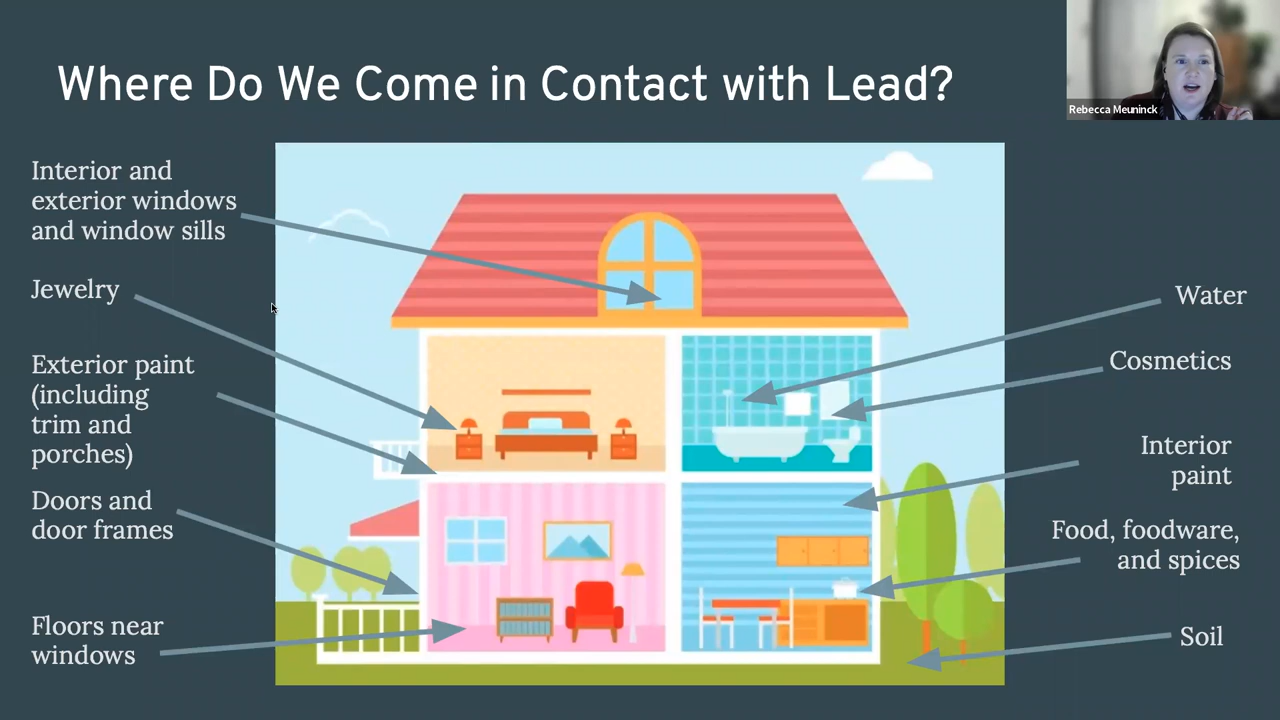 Where Do We Come in Contact with Lead?
Rebecca Meuninck
Interior and
exterior windows
and window sills
Jewelry
Exterior paint
(including
trim and
porches)
Doors and
door frames
Floors near
windows
Water
Cosmetics
Interior
paint
Food, foodware,
and spices
Soil